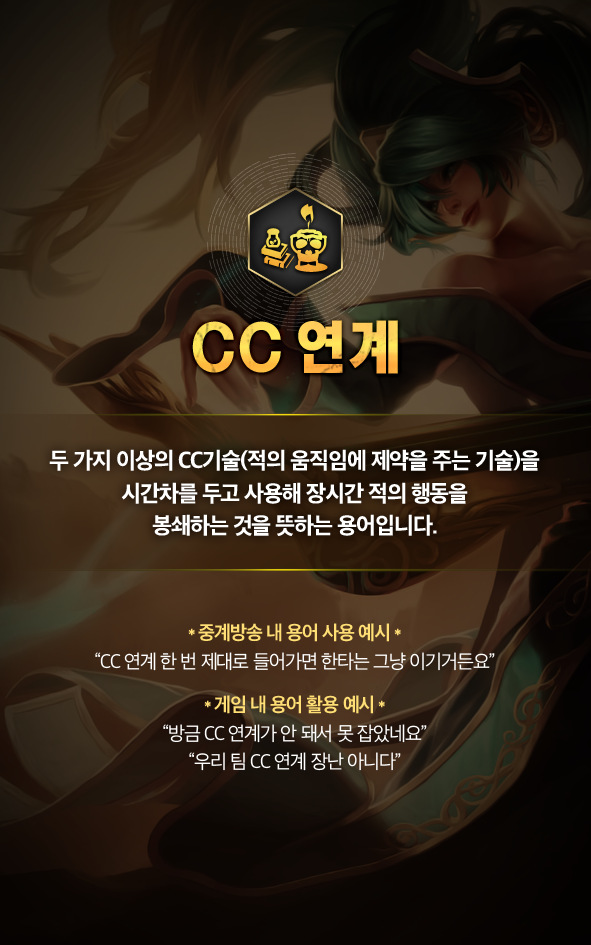 CC 연계
두 가지 이상의 CC기술(적의 움직임에 제약을 주는 기술)을
시간차를 두고 사용해 장시간 적의 행동을
봉쇄하는 것을 뜻하는 용어입니다.
* 중계방송 내 용어 사용 예시 *
“CC 연계 한 번 제대로 들어가면 한타는 그냥 이기거든요”
* 게임 내 용어 활용 예시 *
“방금 CC 연계가 안 돼서 못 잡았네요”
“우리 팀 CC 연계 장난 아니다”